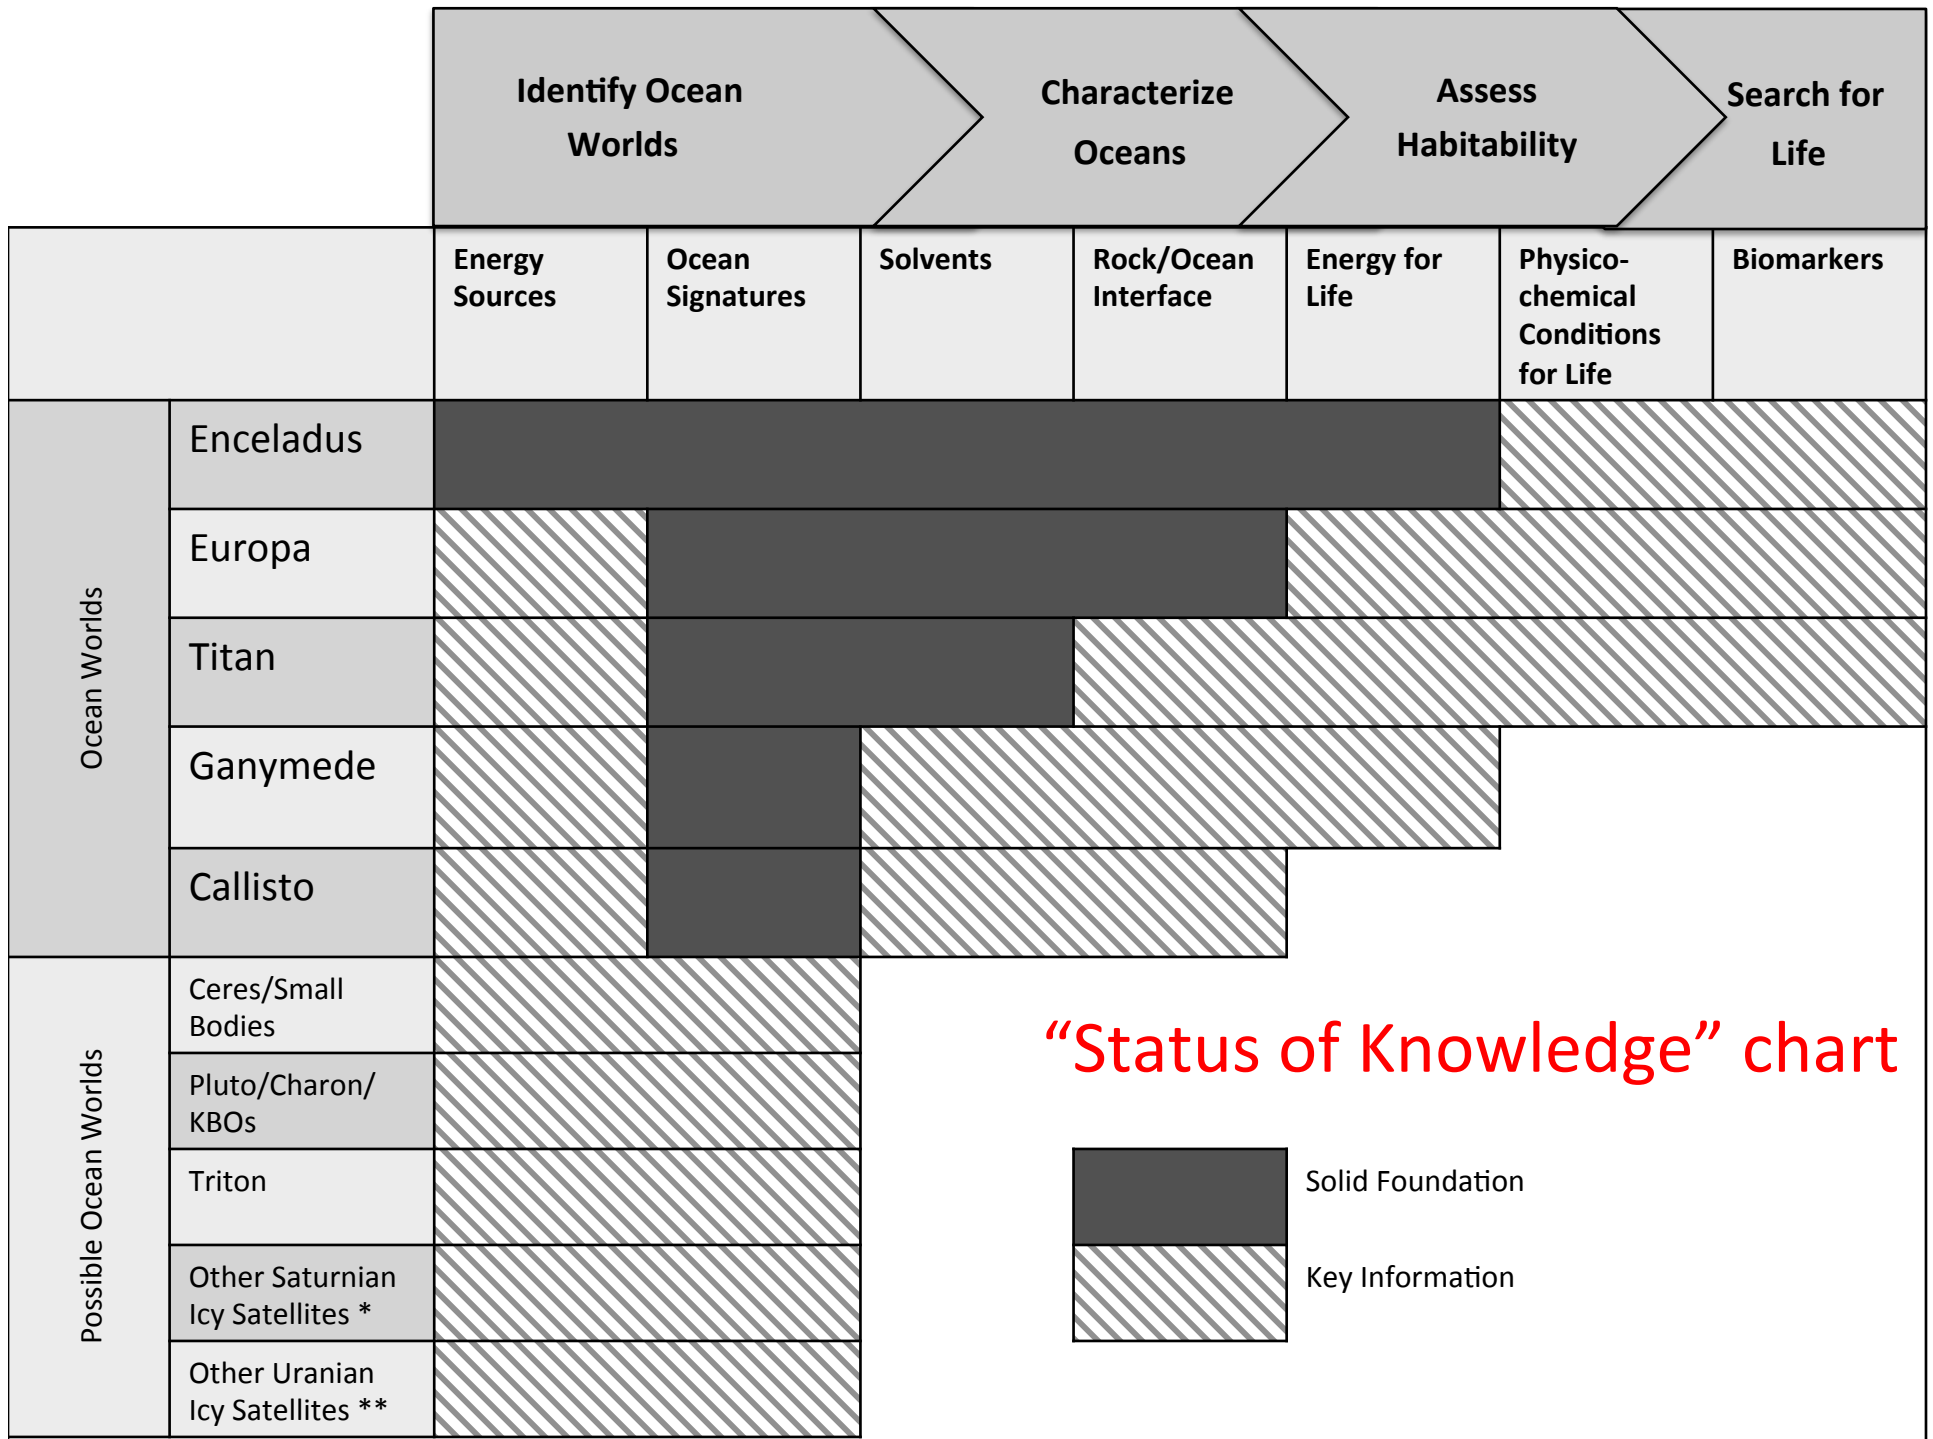 Identify Ocean
Worlds
Characterize
Oceans
Assess
Habitability
Search for
Life
Energy
Sources
Ocean
Signatures
Solvents
Rock/Ocean
Interface
Energy for
Life
Physico-
chemical
Conditions
for Life
Biomarkers
Ocean Worlds
Enceladus
Europa
Titan
Ganymede
Callisto
Possible Ocean Worlds
Ceres/Small
Bodies
Pluto/Charon/
KBOs
Triton
Other Saturnian
Icy Satellites *
Other Uranian
Icy Satellites **
“Status of Knowledge” chart
Solid Foundation
Key Information